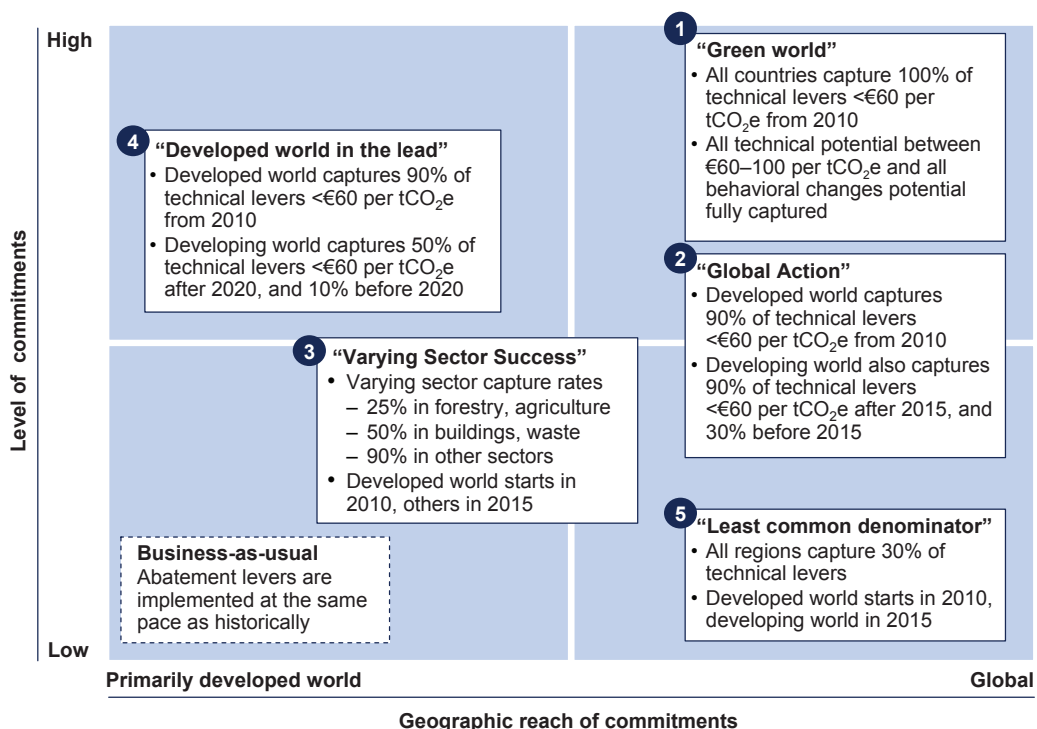 High
1
“Green world”
• All countries capture 100% of
technical levers <€60 per
tCO₂e from 2010
• All technical potential between
€60–100 per tCO₂e and all
behavioral changes potential
fully captured
4
“Developed world in the lead”
• Developed world captures 90% of
technical levers <€60 per tCO₂e
from 2010
• Developing world captures 50% of
technical levers <€60 per tCO₂e
after 2020, and 10% before 2020
2
“Global Action”
• Developed world captures
90% of technical levers
<€60 per tCO₂e from 2010
• Developing world also captures
90% of technical levers
<€60 per tCO₂e after 2015, and
30% before 2015
3
“Varying Sector Success”
• Varying sector capture rates
– 25% in forestry, agriculture
– 50% in buildings, waste
– 90% in other sectors
• Developed world starts in
2010, others in 2015
5
“Least common denominator”
• All regions capture 30% of
technical levers
• Developed world starts in 2010,
developing world in 2015
Business-as-usual
Abatement levers are
implemented at the same
pace as historically
Level of commitments
Low
Primarily developed world
Global
Geographic reach of commitments